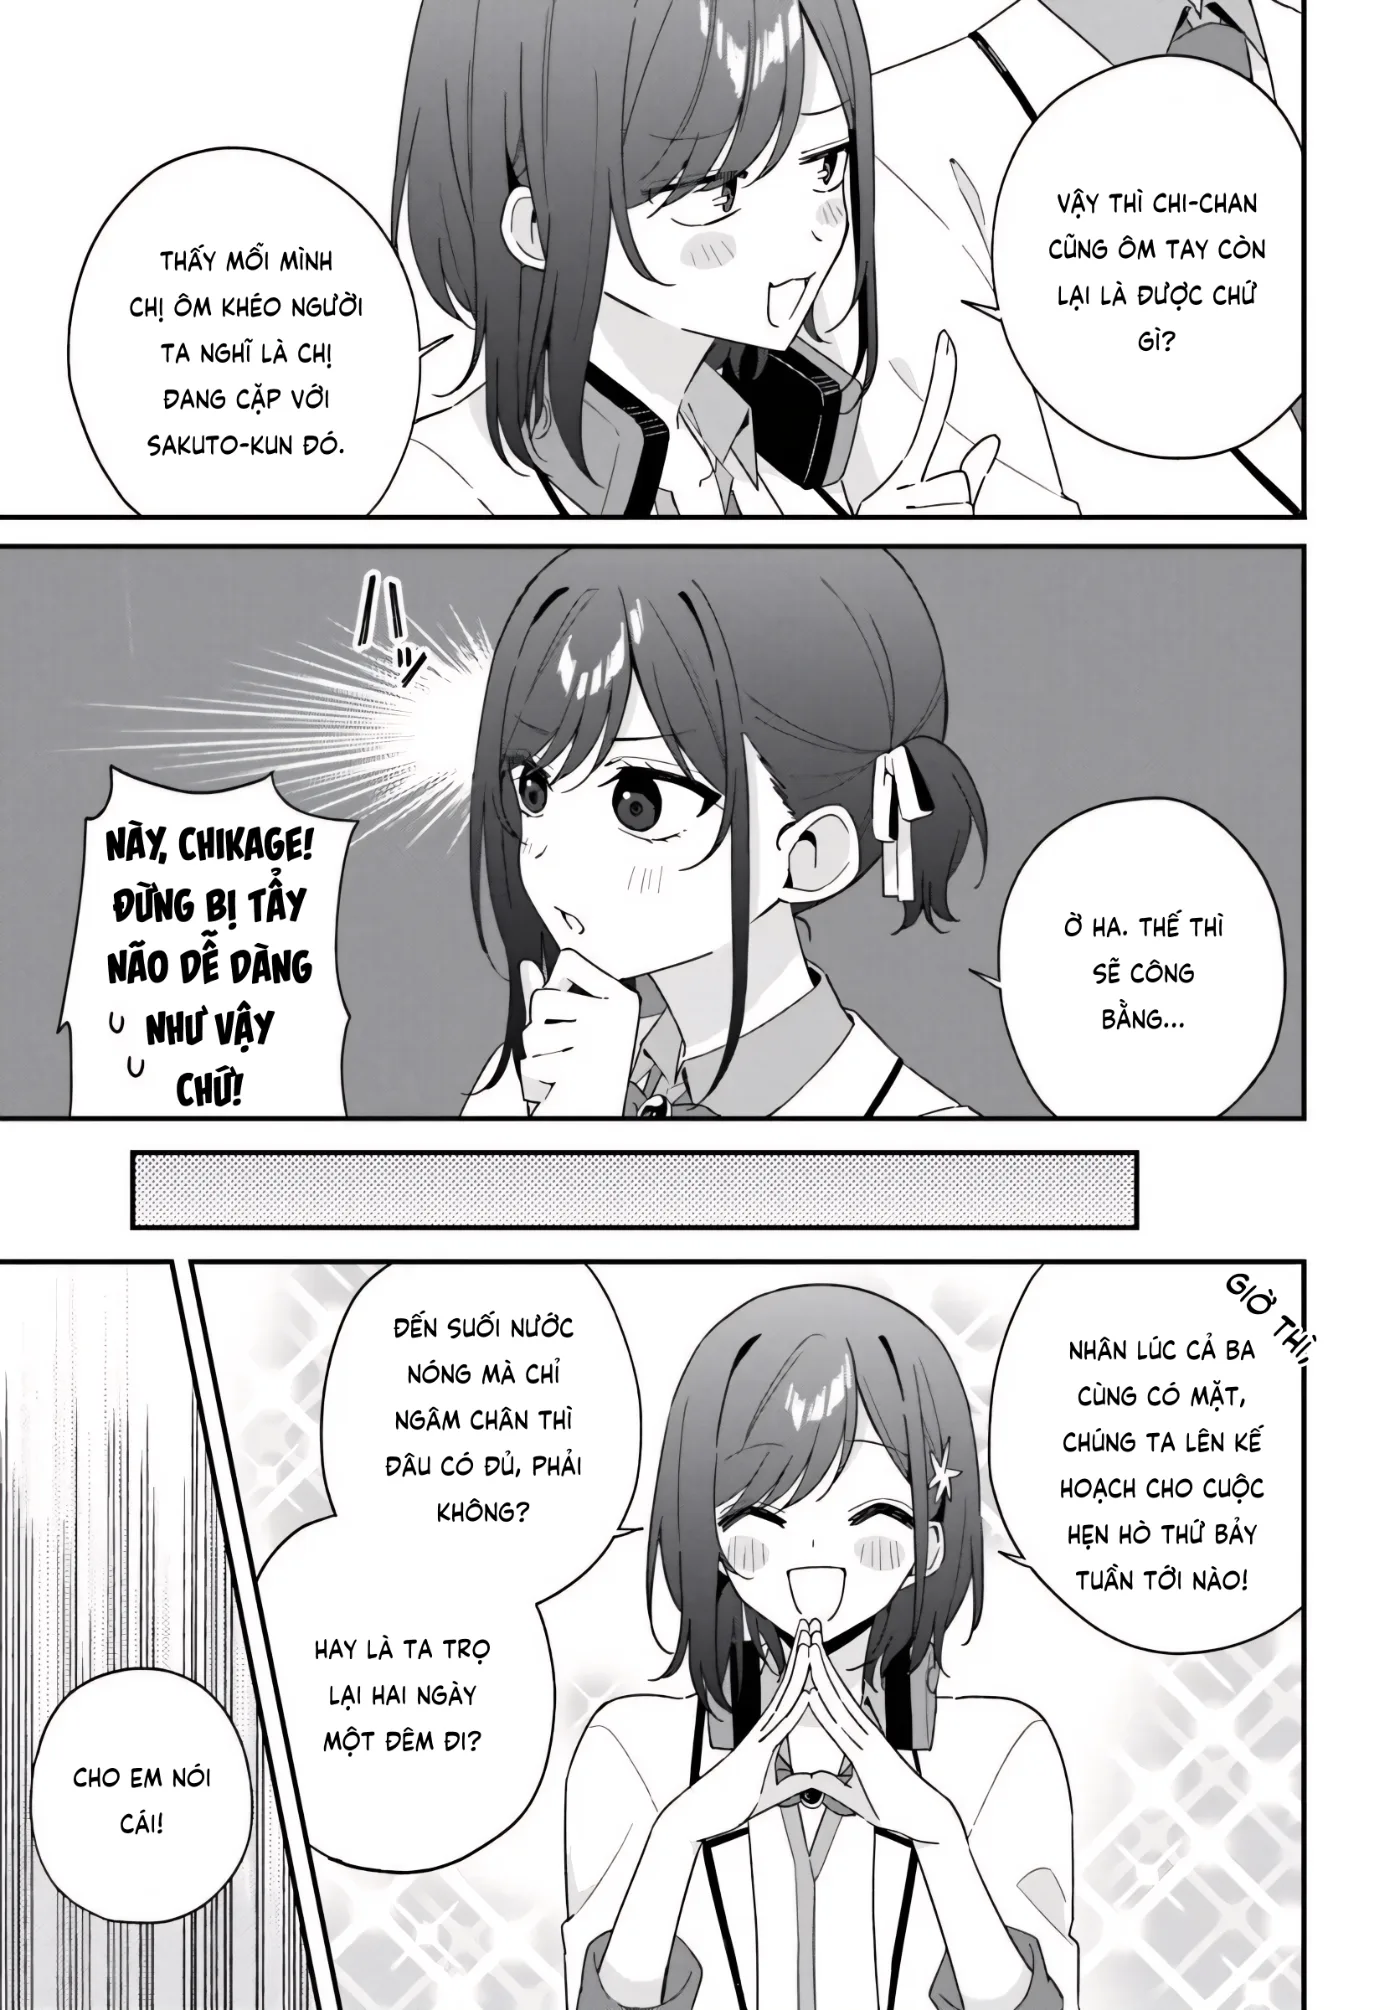 VẬY THÌ CHI-CHAN
CŨNG ÔM TAY CÒN
LẠI LÀ ĐƯỢC CHỨ
GÌ?
THẤY MỖI MÌNH
CHỊ ÔM KHÉO NGƯỜI
TA NGHĨ LÀ CHỊ
ĐANG CẶP VỚI
SAKUTO-KUN ĐÓ.
Ờ HA. THẾ THÌ
SẼ CÔNG
BẰNG...
NÀY, CHIKAGE!
ĐỪNG BỊ TẨY
NÃO DỄ DÀNG
NHƯ VẬY
CHỨ!
GIỜ THÌ,
NHÂN LÚC CẢ BA
CÙNG CÓ MẶT,
CHÚNG TA LÊN KẾ
HOẠCH CHO CUỘC
HẸN HÒ THỨ BẢY
TUẦN TỚI NÀO!
ĐẾN SUỐI NƯỚC
NÓNG MÀ CHỈ
NGÂM CHÂN THÌ
ĐÂU CÓ ĐỦ, PHẢI
KHÔNG?
HAY LÀ TA TRỌ
LẠI HAI NGÀY
MỘT ĐÊM ĐI?
CHO EM NÓI
CÁI!